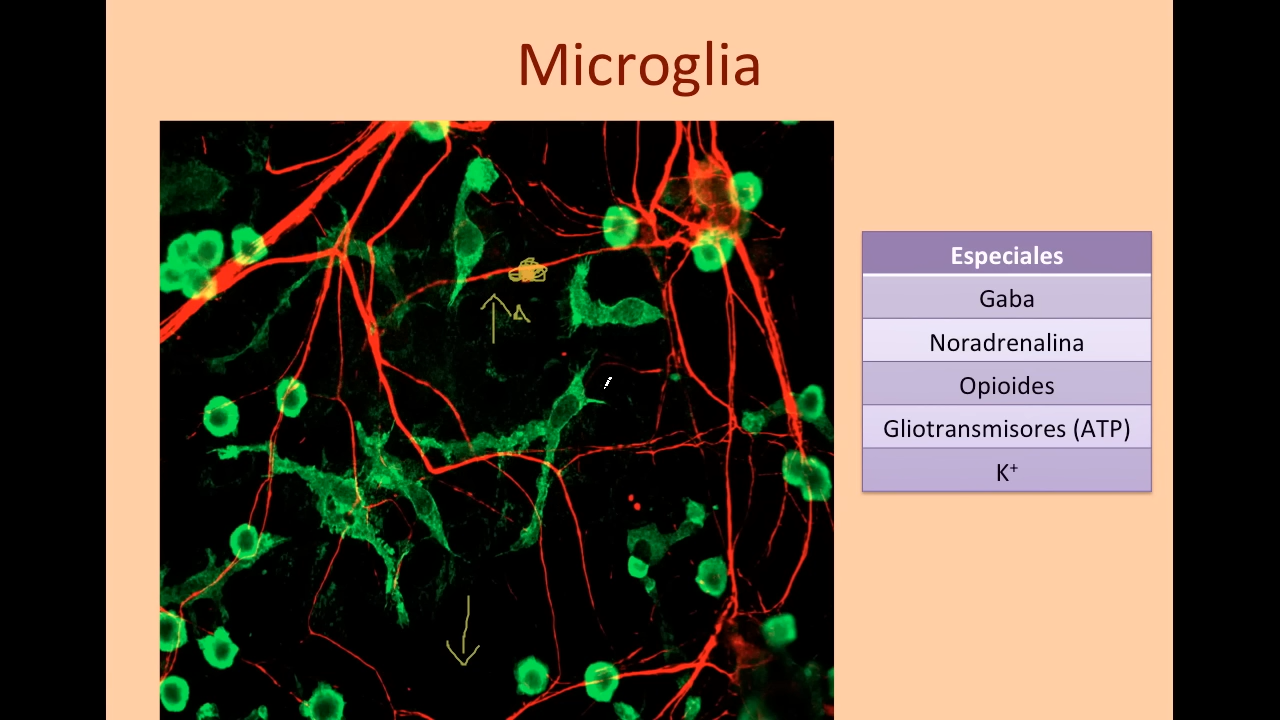 Microglia
Especiales
Gaba
Noradrenalina
Opioides
Gliotransmisores (ATP)
K⁺